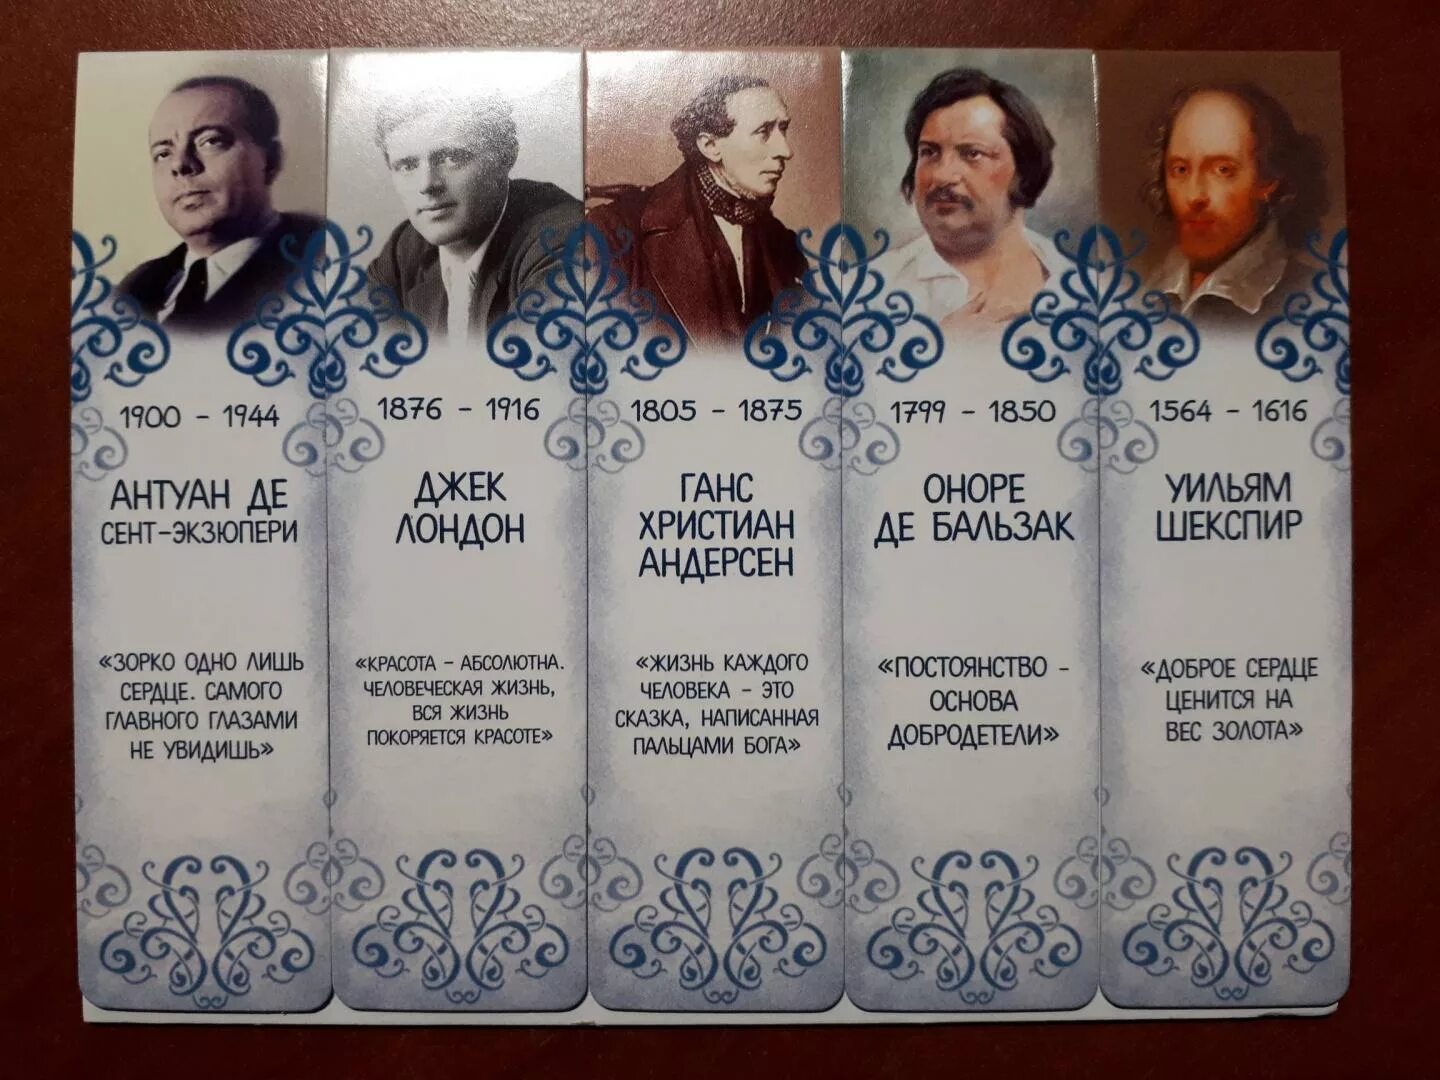 1900 - 1944
АНТУАН ДЕ
СЕНТ-ЭКЗЮПЕРИ
«ЗОРКО ОДНО ЛИШЬ
СЕРДЦЕ. САМОГО
ГЛАВНОГО ГЛАЗАМИ
НЕ УВИДИШЬ»
1876 - 1916
ДЖЕК
ЛОНДОН
«КРАСОТА - АБСОЛЮТНА.
ЧЕЛОВЕЧЕСКАЯ ЖИЗНЬ,
ВСЯ ЖИЗНЬ
ПОКОРЯЕТСЯ КРАСОТЕ»
1805 - 1875
ГАНС
ХРИСТИАН
АНДЕРСЕН
«ЖИЗНЬ КАЖДОГО
ЧЕЛОВЕКА - ЭТО
СКАЗКА, НАПИСАННАЯ
ПАЛЬЦАМИ БОГА»
1799 - 1850
ОНОРЕ
ДЕ БАЛЬЗАК
«ПОСТОЯНСТВО -
ОСНОВА
ДОБРОДЕТЕЛИ»
1564 - 1616
УИЛЬЯМ
ШЕКСПИР
«ДОБРОЕ СЕРДЦЕ
ЦЕНИТСЯ НА
ВЕС ЗОЛОТА»